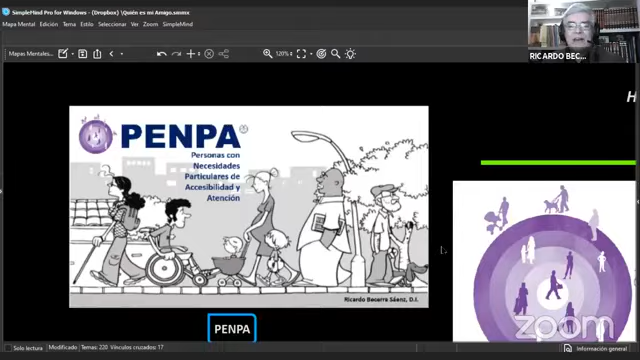 SimpleMind Pro for Windows - (Dropbox) \Quién es mi Amigo.smmx
Mapa Mental Edición Tema Estilo Seleccionar Ver Zoom SimpleMind
Mapas Mentales...
120%
RICARDO BEC...
H
PENPA
Personas con
Necesidades
Particulares de
Accesibilidad y
Atención
Ricardo Becerra Sáenz, D.I.
PENPA
zoom
Solo lectura Modificado Temas: 220 Vínculos cruzados: 17 Información general